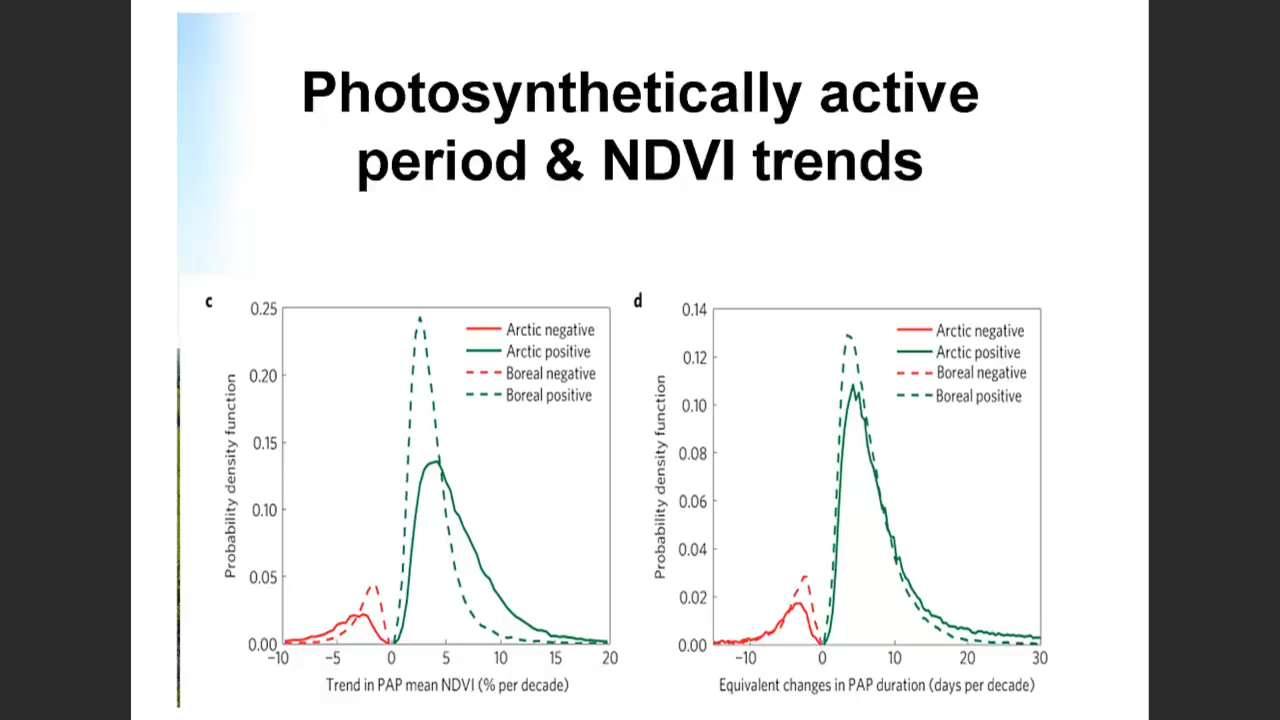 Photosynthetically active
period & NDVI trends
c
Probability density function
0.25
0.20
0.15
0.10
0.05
0.00
−10
−5
0
5
10
15
20
Trend in PAP mean NDVI (% per decade)
Arctic negative
Arctic positive
Boreal negative
Boreal positive
d
Probability density function
0.14
0.12
0.10
0.08
0.06
0.04
0.02
0.00
−10
0
10
20
30
Equivalent changes in PAP duration (days per decade)
Arctic negative
Arctic positive
Boreal negative
Boreal positive